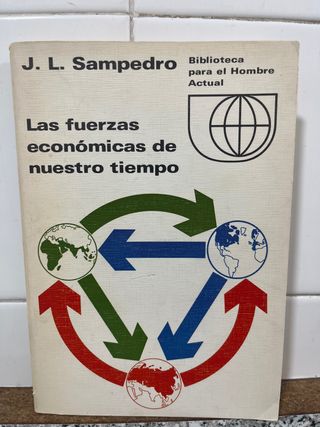 J. L. Sampedro
Biblioteca
para el Hombre
Actual
Las fuerzas
económicas de
nuestro tiempo